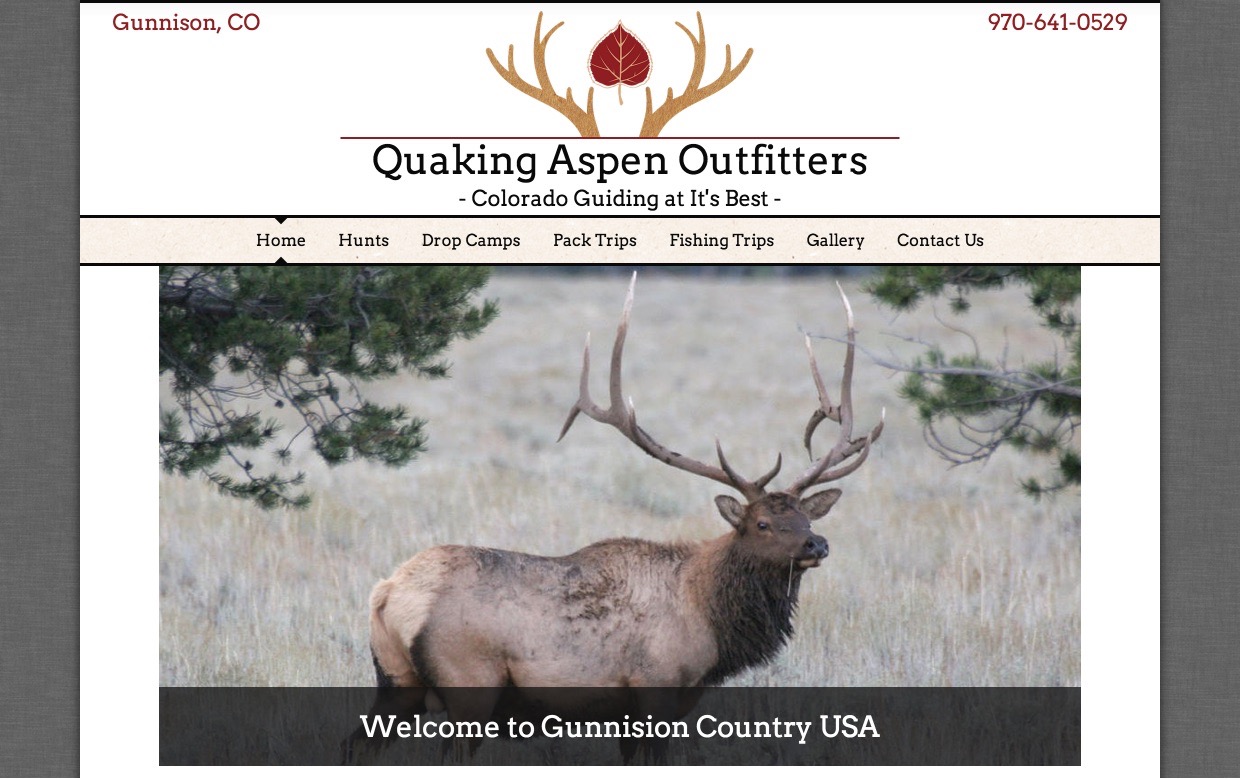 Gunnison, CO
970-641-0529
Quaking Aspen Outfitters
- Colorado Guiding at It's Best -
Home Hunts Drop Camps Pack Trips Fishing Trips Gallery Contact Us
Welcome to Gunnision Country USA